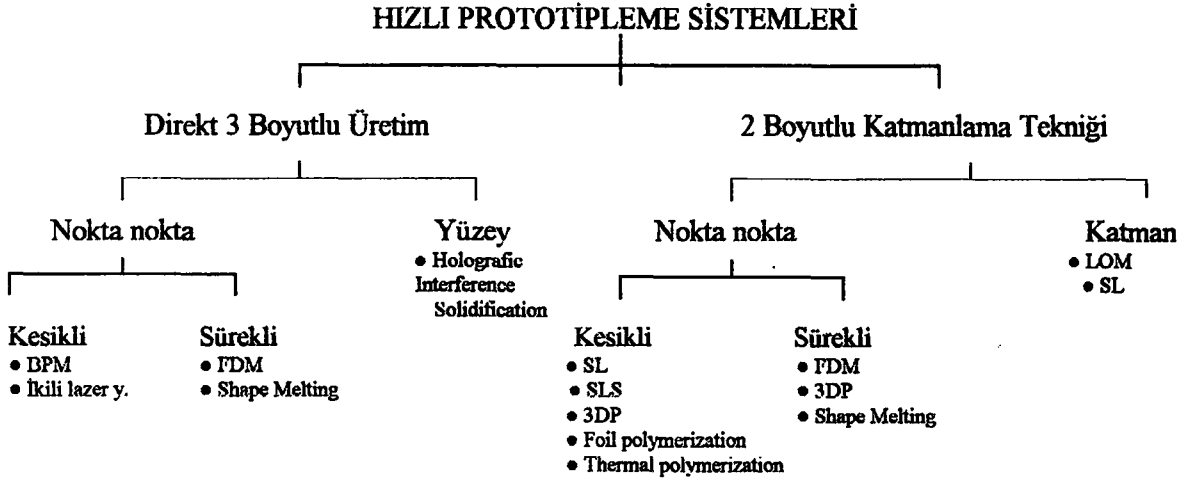 HIZLI PROTOTİPLEME SİSTEMLERİ
Direkt 3 Boyutlu Üretim
2 Boyutlu Katmanlama Tekniği
Nokta nokta
Yüzey
● Holografic
Interference
Solidification
Nokta nokta
Katman
● LOM
● SL
Kesikli
● BPM
● İkili lazer y.
Sürekli
● FDM
● Shape Melting
Kesikli
● SL
● SLS
● 3DP
● Foil polymerization
● Thermal polymerization
Sürekli
● FDM
● 3DP
● Shape Melting